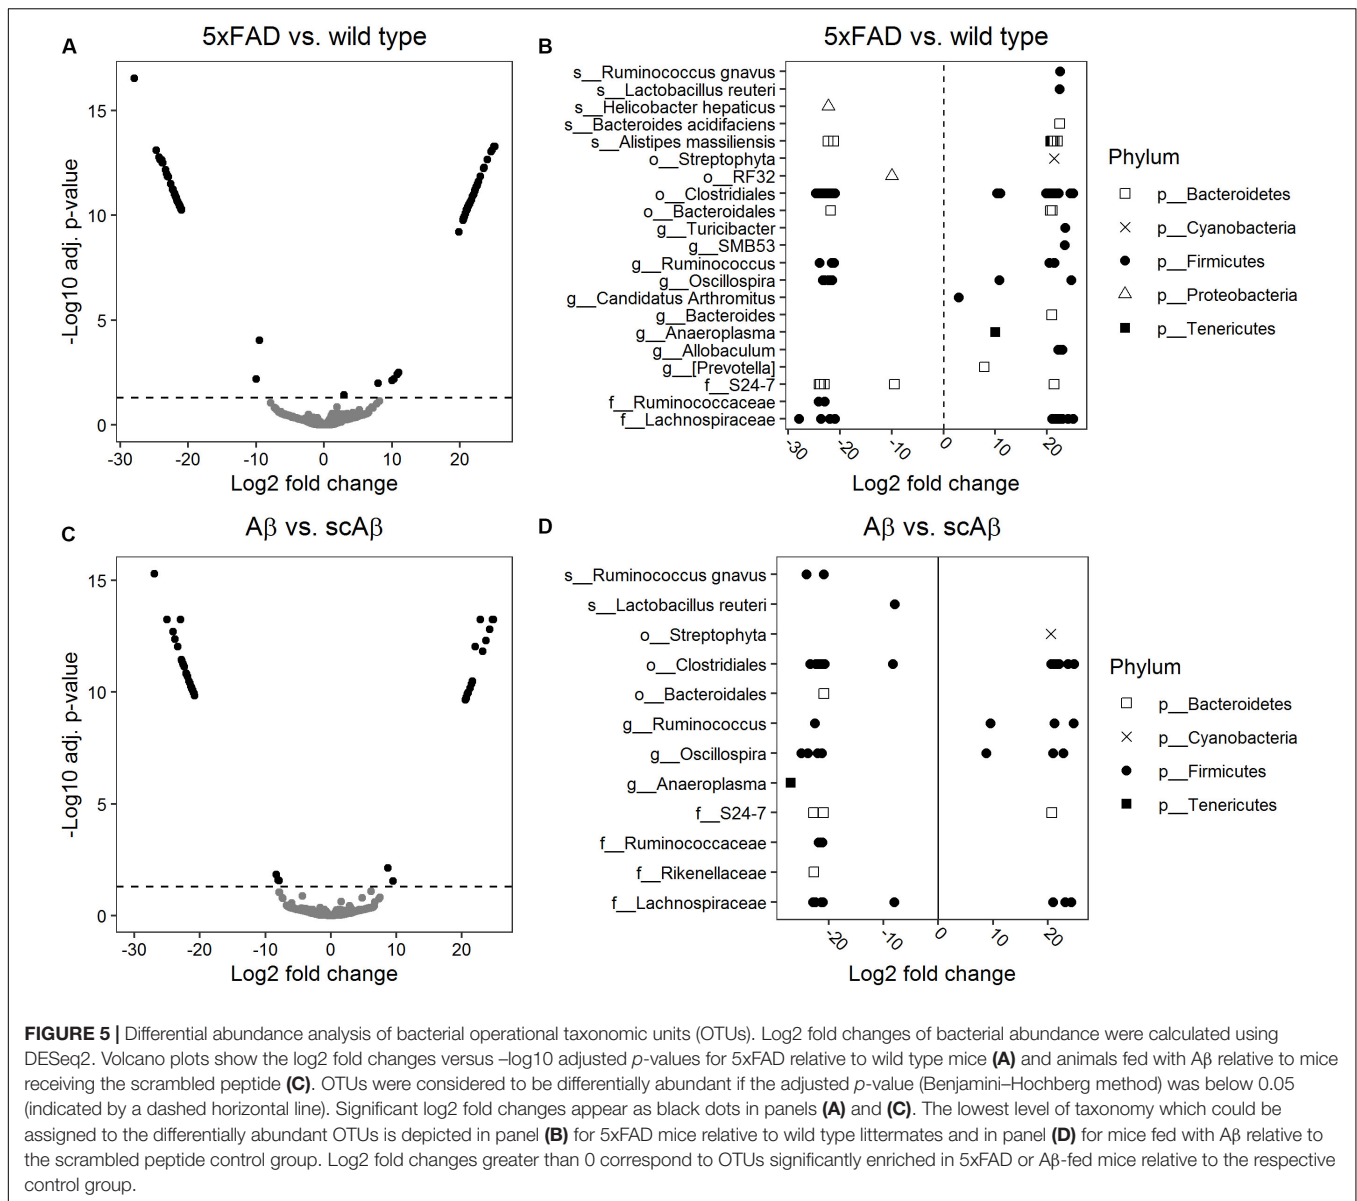 A
5xFAD vs. wild type
-Log10 adj. p-value
15
10
5
0
-30
-20
-10
0
10
20
Log2 fold change
B
5xFAD vs. wild type
s__Ruminococcus gnavus
s__Lactobacillus reuteri
s__Helicobacter hepaticus
s__Bacteroides acidifaciens
s__Alistipes massiliensis
o__Streptophyta
o__RF32
o__Clostridiales
o__Bacteroidales
g__Turicibacter
g__SMB53
g__Ruminococcus
g__Oscillospira
g__Candidatus Arthromitus
g__Bacteroides
g__Anaeroplasma
g__Allobaculum
g__[Prevotella]
f__S24-7
f__Ruminococcaceae
f__Lachnospiraceae
-30
-20
-10
0
10
20
Log2 fold change
Phylum
p__Bacteroidetes
p__Cyanobacteria
p__Firmicutes
p__Proteobacteria
p__Tenericutes
C
Aβ vs. scAβ
-Log10 adj. p-value
15
10
5
0
-30
-20
-10
0
10
20
Log2 fold change
D
Aβ vs. scAβ
s__Ruminococcus gnavus
s__Lactobacillus reuteri
o__Streptophyta
o__Clostridiales
o__Bacteroidales
g__Ruminococcus
g__Oscillospira
g__Anaeroplasma
f__S24-7
f__Ruminococcaceae
f__Rikenellaceae
f__Lachnospiraceae
-20
-10
0
10
20
Log2 fold change
Phylum
p__Bacteroidetes
p__Cyanobacteria
p__Firmicutes
p__Tenericutes
FIGURE 5 | Differential abundance analysis of bacterial operational taxonomic units (OTUs). Log2 fold changes of bacterial abundance were calculated using
DESeq2. Volcano plots show the log2 fold changes versus –log10 adjusted p-values for 5xFAD relative to wild type mice (A) and animals fed with Aβ relative to mice
receiving the scrambled peptide (C). OTUs were considered to be differentially abundant if the adjusted p-value (Benjamini–Hochberg method) was below 0.05
(indicated by a dashed horizontal line). Significant log2 fold changes appear as black dots in panels (A) and (C). The lowest level of taxonomy which could be
assigned to the differentially abundant OTUs is depicted in panel (B) for 5xFAD mice relative to wild type littermates and in panel (D) for mice fed with Aβ relative to
the scrambled peptide control group. Log2 fold changes greater than 0 correspond to OTUs significantly enriched in 5xFAD or Aβ-fed mice relative to the respective
control group.